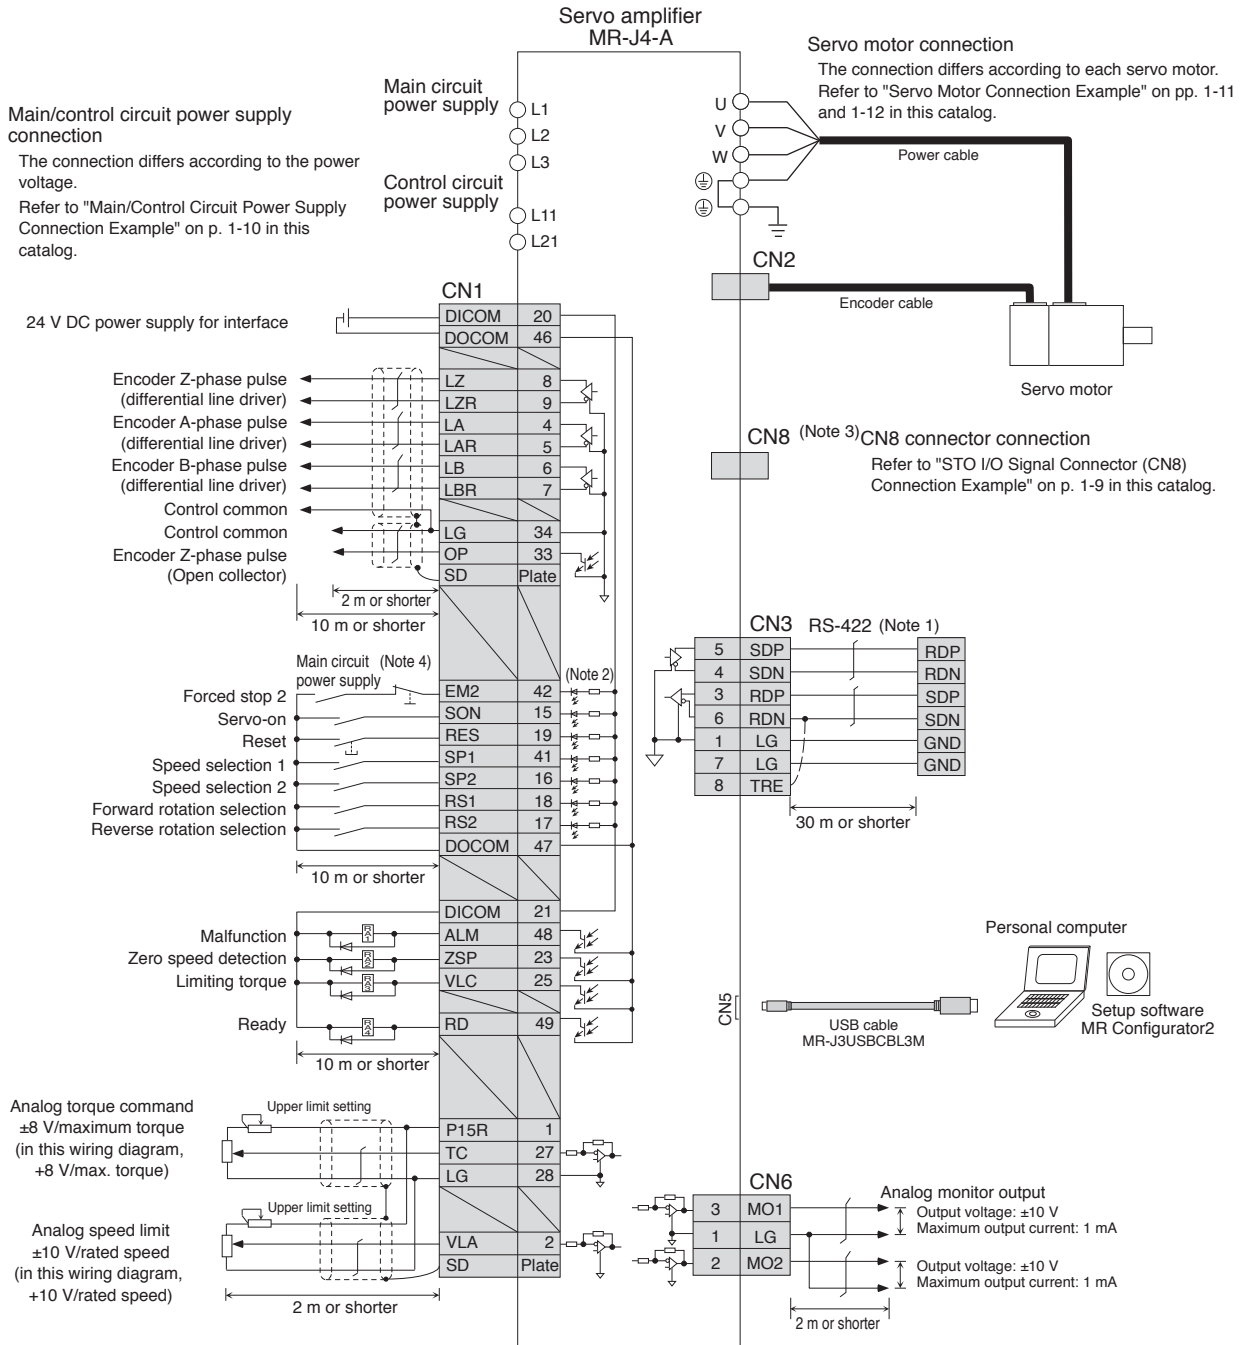 Servo amplifier
MR-J4-A
Main/control circuit power supply
connection
The connection differs according to the power
voltage.
Refer to "Main/Control Circuit Power Supply
Connection Example" on p. 1-10 in this
catalog.
Main circuit
power supply
L1
L2
L3
Control circuit
power supply
L11
L21
Servo motor connection
The connection differs according to each servo motor.
Refer to "Servo Motor Connection Example" on pp. 1-11
and 1-12 in this catalog.
U
V
W
Power cable
CN2
Encoder cable
Servo motor
CN8 (Note 3) CN8 connector connection
Refer to "STO I/O Signal Connector (CN8)
Connection Example" on p. 1-9 in this catalog.
CN1
24 V DC power supply for interface
DICOM 20
DOCOM 46
Encoder Z-phase pulse
(differential line driver)
LZ 8
LZR 9
Encoder A-phase pulse
(differential line driver)
LA 4
LAR 5
Encoder B-phase pulse
(differential line driver)
LB 6
LBR 7
Control common
Control common
LG 34
Encoder Z-phase pulse
(Open collector)
OP 33
SD Plate
2 m or shorter
10 m or shorter
Main circuit
power supply
(Note 4)
(Note 2)
Forced stop 2 EM2 42
Servo-on SON 15
Reset RES 19
Speed selection 1 SP1 41
Speed selection 2 SP2 16
Forward rotation selection RS1 18
Reverse rotation selection RS2 17
DOCOM 47
10 m or shorter
DICOM 21
Malfunction RA1 ALM 48
Zero speed detection RA2 ZSP 23
Limiting torque RA3 VLC 25
Ready RA4 RD 49
10 m or shorter
Analog torque command
±8 V/maximum torque
(in this wiring diagram,
+8 V/max. torque)
Upper limit setting
P15R 1
TC 27
LG 28
Analog speed limit
±10 V/rated speed
(in this wiring diagram,
+10 V/rated speed)
Upper limit setting
VLA 2
SD Plate
2 m or shorter
CN3 RS-422 (Note 1)
5 SDP RDP
4 SDN RDN
3 RDP SDP
6 RDN SDN
1 LG GND
7 LG GND
8 TRE
30 m or shorter
CN5
USB cable
MR-J3USBCBL3M
Personal computer
Setup software
MR Configurator2
CN6
3 MO1
1 LG
2 MO2
Analog monitor output
Output voltage: ±10 V
Maximum output current: 1 mA
Output voltage: ±10 V
Maximum output current: 1 mA
2 m or shorter